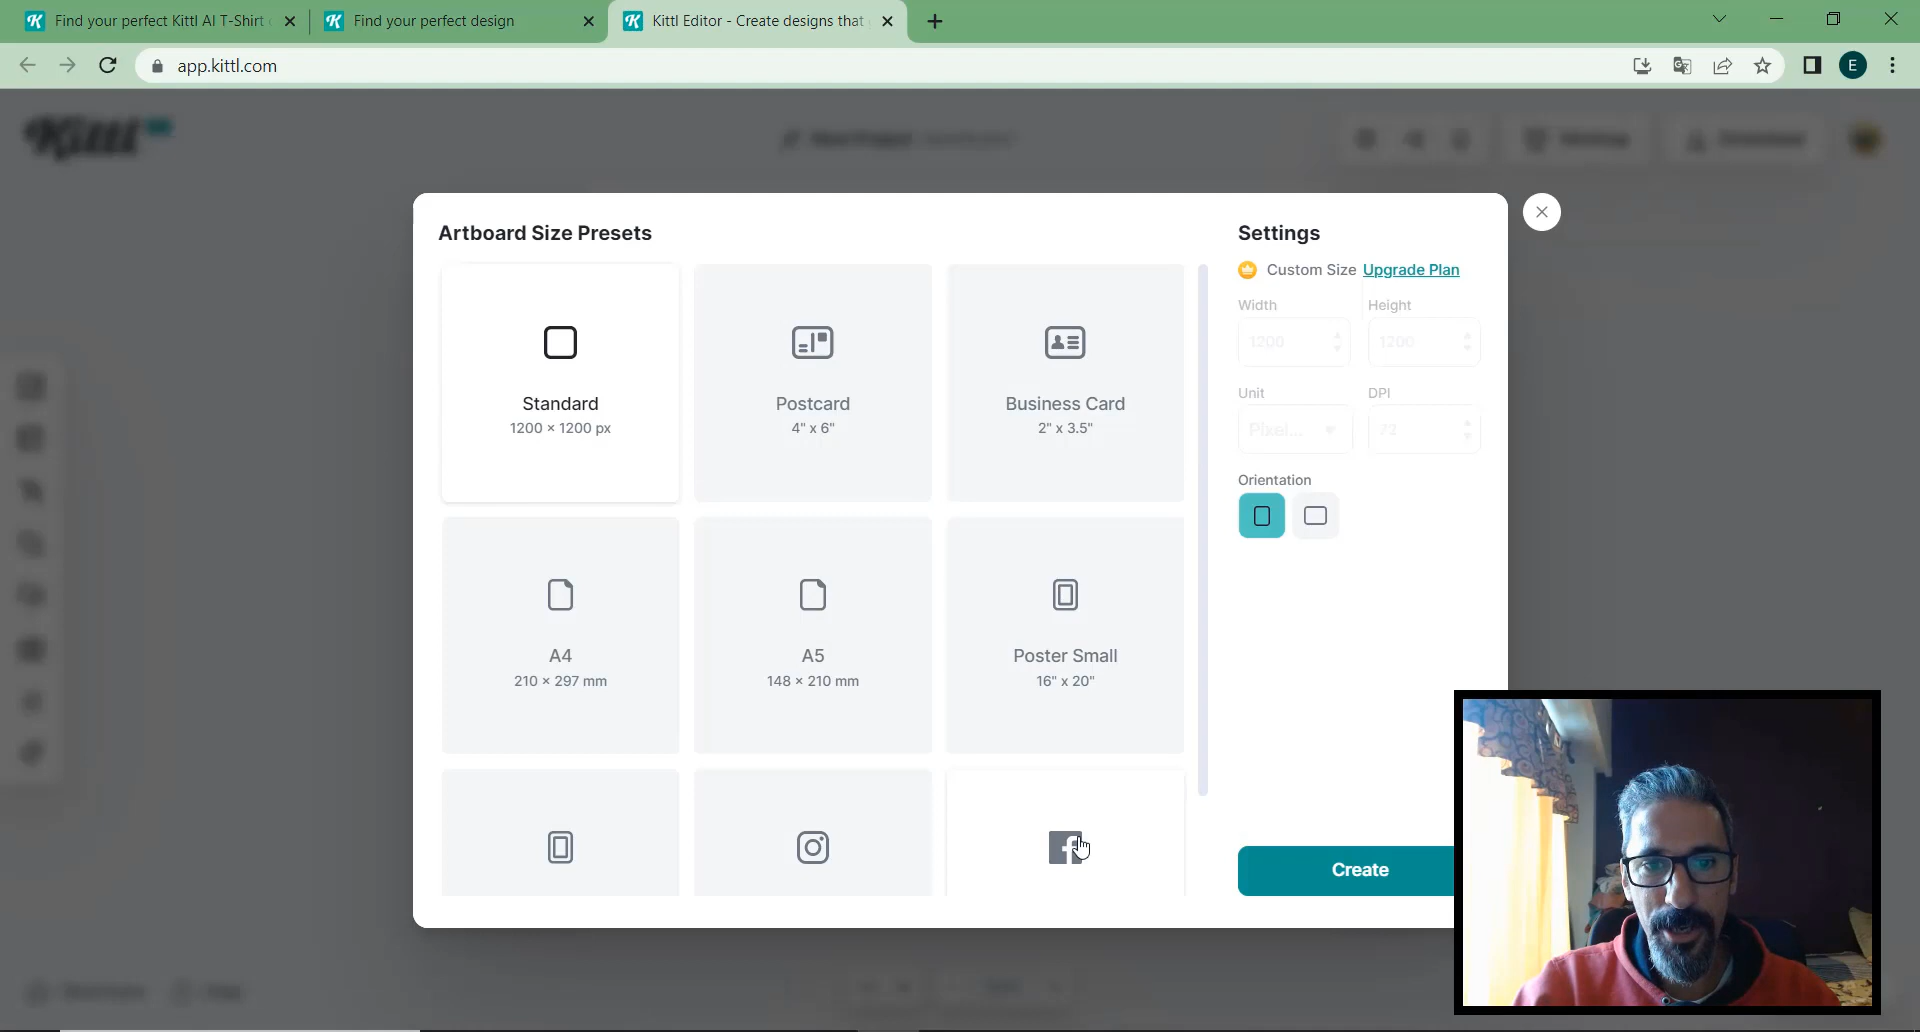 Find your perfect Kittl AI T-Shirt
Find your perfect design
Kittl Editor - Create designs that
app.kittl.com
E
Kittl
Artboard Size Presets
Settings
Custom Size Upgrade Plan
Width
Height
1200
1200
Unit
DPI
Pixel...
72
Orientation
Standard
1200 × 1200 px
Postcard
4" x 6"
Business Card
2" x 3.5"
A4
210 × 297 mm
A5
148 × 210 mm
Poster Small
16" x 20"
Create